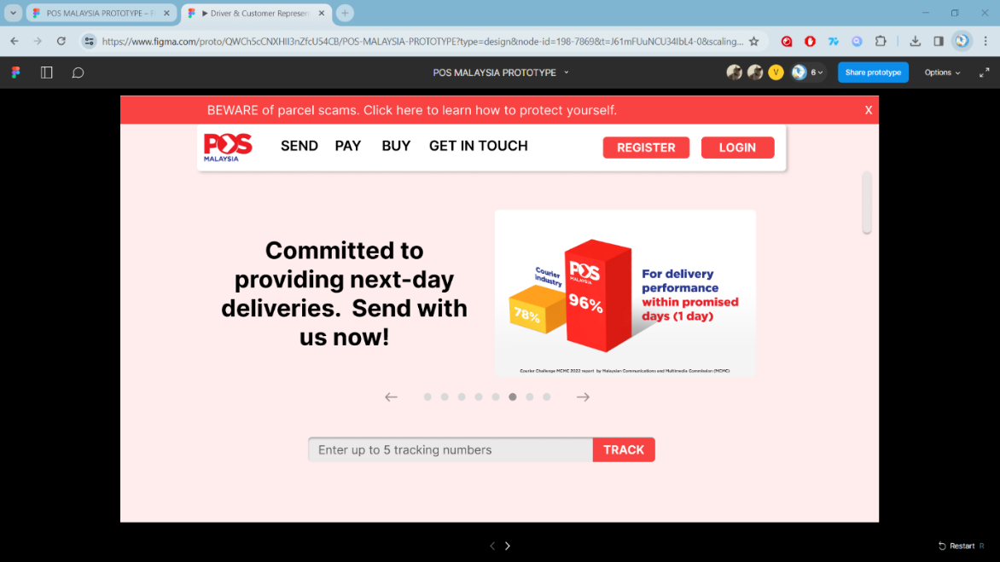 POS MALAYSIA PROTOTYPE – F
Driver & Customer Represen
https://www.figma.com/proto/QWCh5cCNXHII3nZfcU54CB/POS-MALAYSIA-PROTOTYPE?type=design&node-id=198-7869&t=J61mFUuNCU34IbL4-0&scaling...
POS MALAYSIA PROTOTYPE
V
6
Share prototype
Options
BEWARE of parcel scams. Click here to learn how to protect yourself.
X
POS
MALAYSIA
SEND
PAY
BUY
GET IN TOUCH
REGISTER
LOGIN
Committed to
providing next-day
deliveries. Send with
us now!
Courier
industry
78%
POS
MALAYSIA
96%
For delivery
performance
within promised
days (1 day)
Courier Challenge MCMC 2022 report by Malaysian Communications and Multimedia Commission (MCMC)
Enter up to 5 tracking numbers
TRACK
Restart R